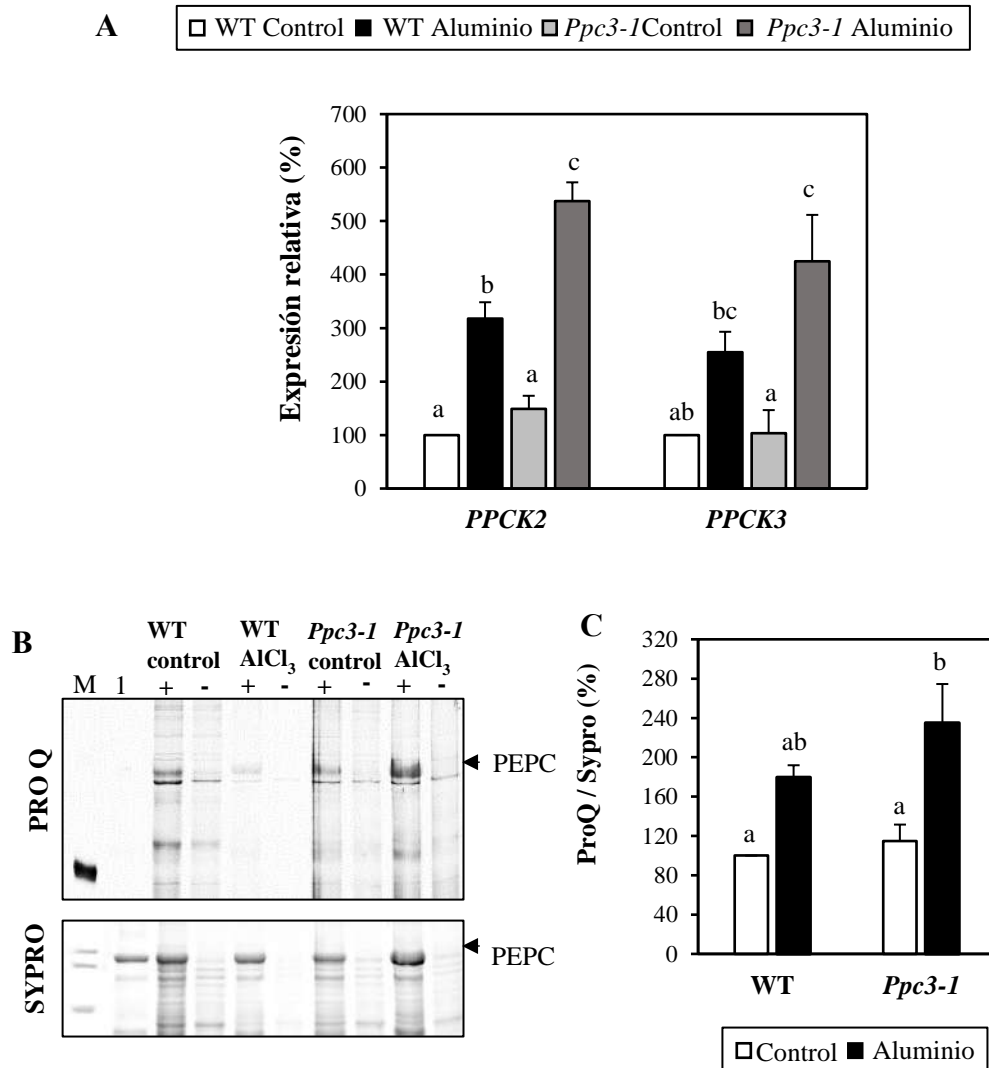 A
WT Control WT Aluminio Ppc3-1Control Ppc3-1 Aluminio
Expresión relativa (%)
700
600
500
400
300
200
100
0
a
b
a
c
ab
bc
a
c
PPCK2 PPCK3
B
WT control
WT AlCl3
Ppc3-1 control
Ppc3-1 AlCl3
M 1 + - + - + - + -
PRO Q
PEPC
SYPRO
PEPC
C
ProQ / Sypro (%)
320
280
240
200
160
120
80
40
0
a
ab
a
b
WT Ppc3-1
Control Aluminio